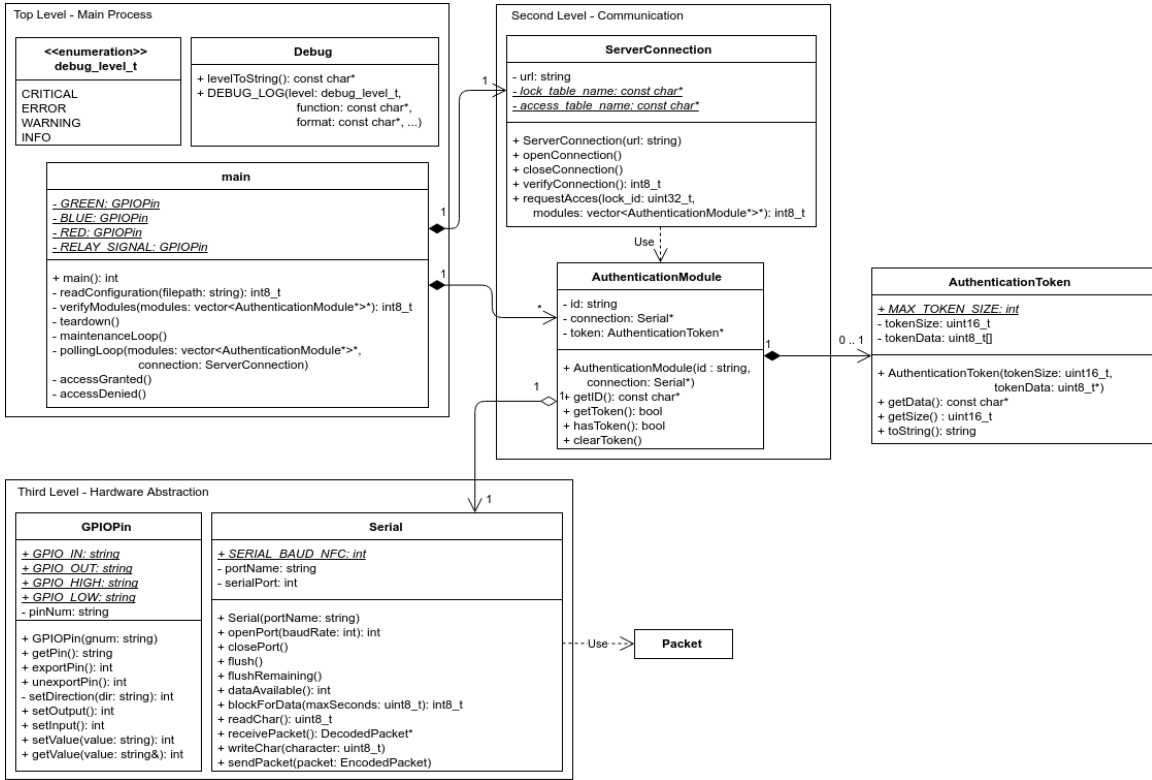 Top Level - Main Process
<<enumeration>>
debug_level_t
CRITICAL
ERROR
WARNING
INFO
Debug
+ levelToString(): const char*
+ DEBUG_LOG(level: debug_level_t,
function: const char*,
format: const char*, ...)
main
- GREEN: GPIOPin
- BLUE: GPIOPin
- RED: GPIOPin
- RELAY_SIGNAL: GPIOPin
+ main(): int
- readConfiguration(filepath: string): int8_t
- verifyModules(modules: vector<AuthenticationModule*>*): int8_t
- teardown()
- maintenanceLoop()
- pollingLoop(modules: vector<AuthenticationModule*>*,
connection: ServerConnection)
- accessGranted()
- accessDenied()
1
1
1
*
Second Level - Communication
ServerConnection
- url: string
- lock_table_name: const char*
- access_table_name: const char*
+ ServerConnection(url: string)
+ openConnection()
+ closeConnection()
+ verifyConnection(): int8_t
+ requestAcces(lock_id: uint32_t,
modules: vector<AuthenticationModule*>*): int8_t
Use
AuthenticationModule
- id: string
- connection: Serial*
- token: AuthenticationToken*
+ AuthenticationModule(id : string,
connection: Serial*)
+ getID(): const char*
+ getToken(): bool
+ hasToken(): bool
+ clearToken()
1
0 .. 1
1
1
1
AuthenticationToken
+ MAX_TOKEN_SIZE: int
- tokenSize: uint16_t
- tokenData: uint8_t[]
+ AuthenticationToken(tokenSize: uint16_t,
tokenData: uint8_t*)
+ getData(): const char*
+ getSize() : uint16_t
+ toString(): string
Third Level - Hardware Abstraction
GPIOPin
+ GPIO_IN: string
+ GPIO_OUT: string
+ GPIO_HIGH: string
+ GPIO_LOW: string
- pinNum: string
+ GPIOPin(gnum: string)
+ getPin(): string
+ exportPin(): int
+ unexportPin(): int
- setDirection(dir: string): int
+ setOutput(): int
+ setInput(): int
+ setValue(value: string): int
+ getValue(value: string&): int
Serial
+ SERIAL_BAUD_NFC: int
- portName: string
- serialPort: int
+ Serial(portName: string)
+ openPort(baudRate: int): int
+ closePort()
+ flush()
+ flushRemaining()
+ dataAvailable(): int
+ blockForData(maxSeconds: uint8_t): int8_t
+ readChar(): uint8_t
+ receivePacket(): DecodedPacket*
+ writeChar(character: uint8_t)
+ sendPacket(packet: EncodedPacket)
Use
Packet